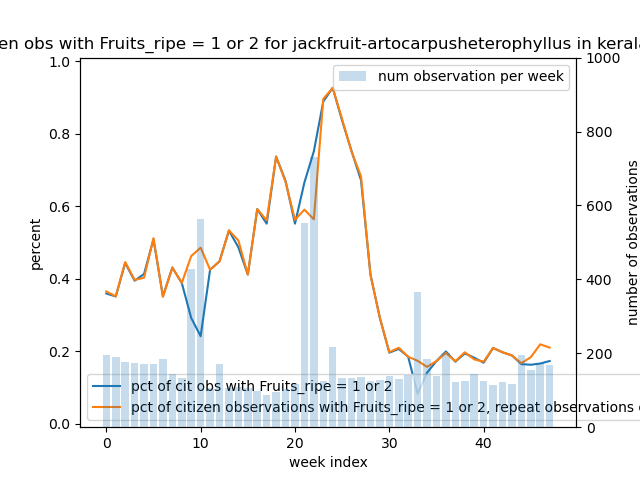 en obs with Fruits_ripe = 1 or 2 for jackfruit-artocarpusheterophyllus in kerala
num observation per week
1.0
0.8
0.6
0.4
0.2
0.0
percent
1000
800
600
400
200
0
number of observations
pct of cit obs with Fruits_ripe = 1 or 2
pct of citizen observations with Fruits_ripe = 1 or 2, repeat observations
0
10
20
30
40
week index